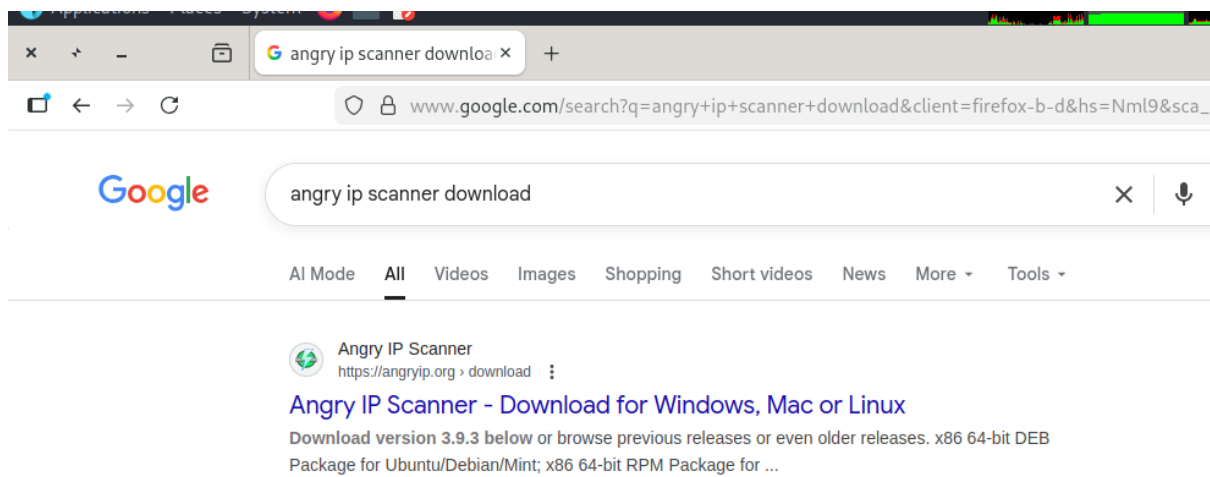 Applications Places System
angry ip scanner downloa
www.google.com/search?q=angry+ip+scanner+download&client=firefox-b-d&hs=Nml9&sca_
Google
angry ip scanner download
AI Mode All Videos Images Shopping Short videos News More Tools
Angry IP Scanner
https://angryip.org › download
Angry IP Scanner - Download for Windows, Mac or Linux
Download version 3.9.3 below or browse previous releases or even older releases. x86 64-bit DEB
Package for Ubuntu/Debian/Mint; x86 64-bit RPM Package for ...